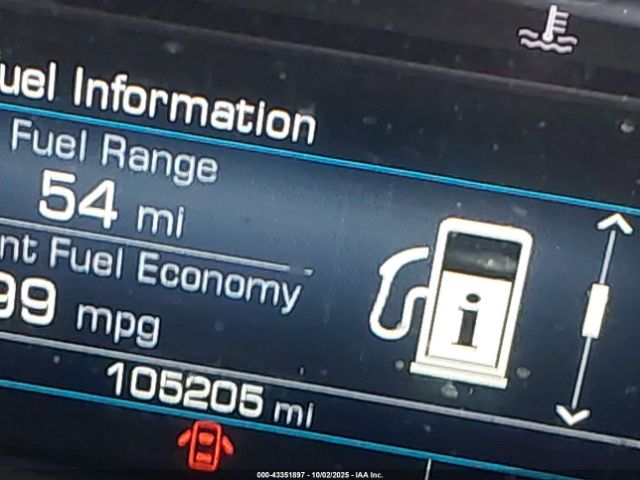 uel Information
Fuel Range
54 mi
nt Fuel Economy
99 mpg
105205 mi
i
000-43351897 - 10/02/2025 - IAA Inc.